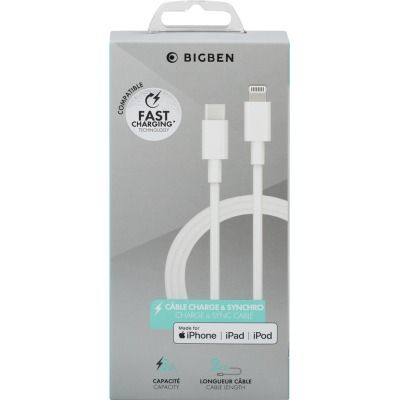 BIGBEN
COMPATIBLE
FAST
CHARGING*
TECHNOLOGY
CÂBLE CHARGE & SYNCHRO
CHARGE & SYNC CABLE
Made for
iPhone | iPad | iPod
CAPACITÉ
CAPACITY
2m
LONGUEUR CÂBLE
CABLE LENGTH